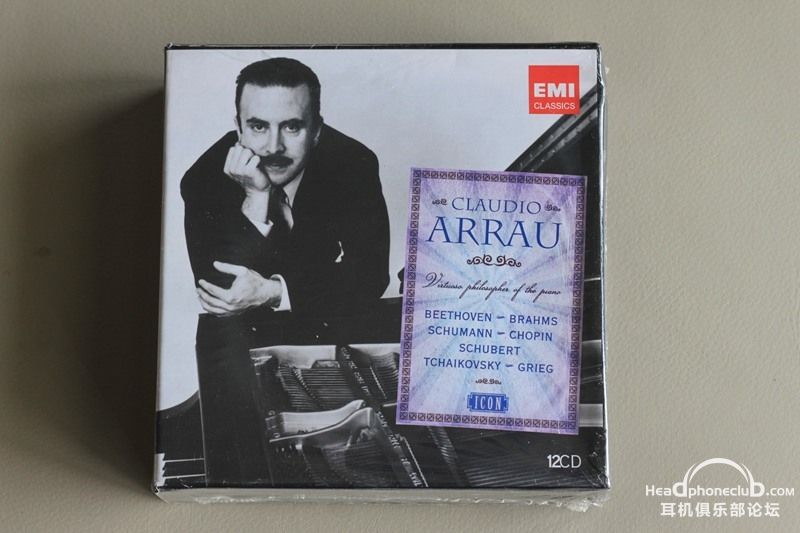 EMI
CLASSICS
CLAUDIO
ARRAU
Virtuoso philosopher of the piano
BEETHOVEN – BRAHMS
SCHUMANN – CHOPIN
SCHUBERT
TCHAIKOVSKY – GRIEG
ICON
12CD
Headphoneclub.com
耳机俱乐部论坛